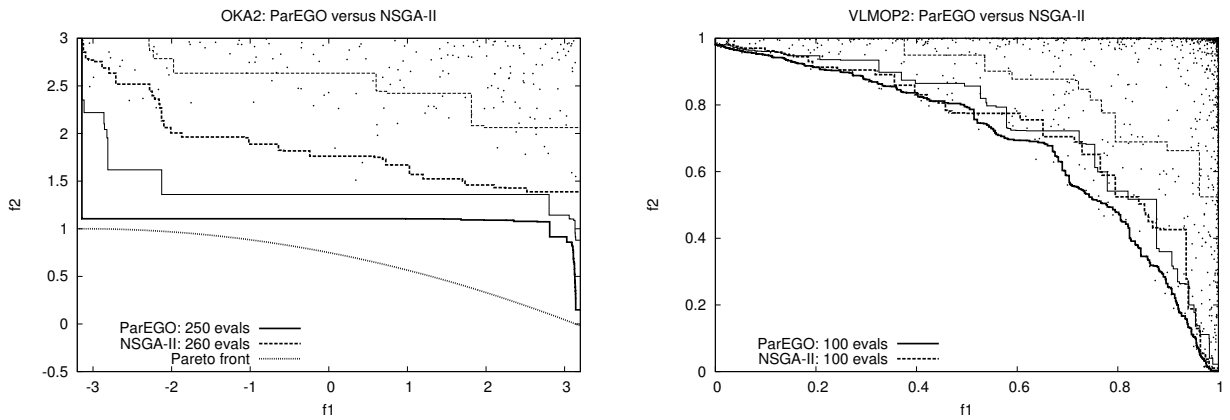 OKA2: ParEGO versus NSGA-II
3
2.5
2
1.5
1
0.5
0
-0.5
f2
-3
-2
-1
0
1
2
3
f1
ParEGO: 250 evals
NSGA-II: 260 evals
Pareto front
VLMOP2: ParEGO versus NSGA-II
1
0.8
0.6
0.4
0.2
0
f2
0
0.2
0.4
0.6
0.8
1
f1
ParEGO: 100 evals
NSGA-II: 100 evals